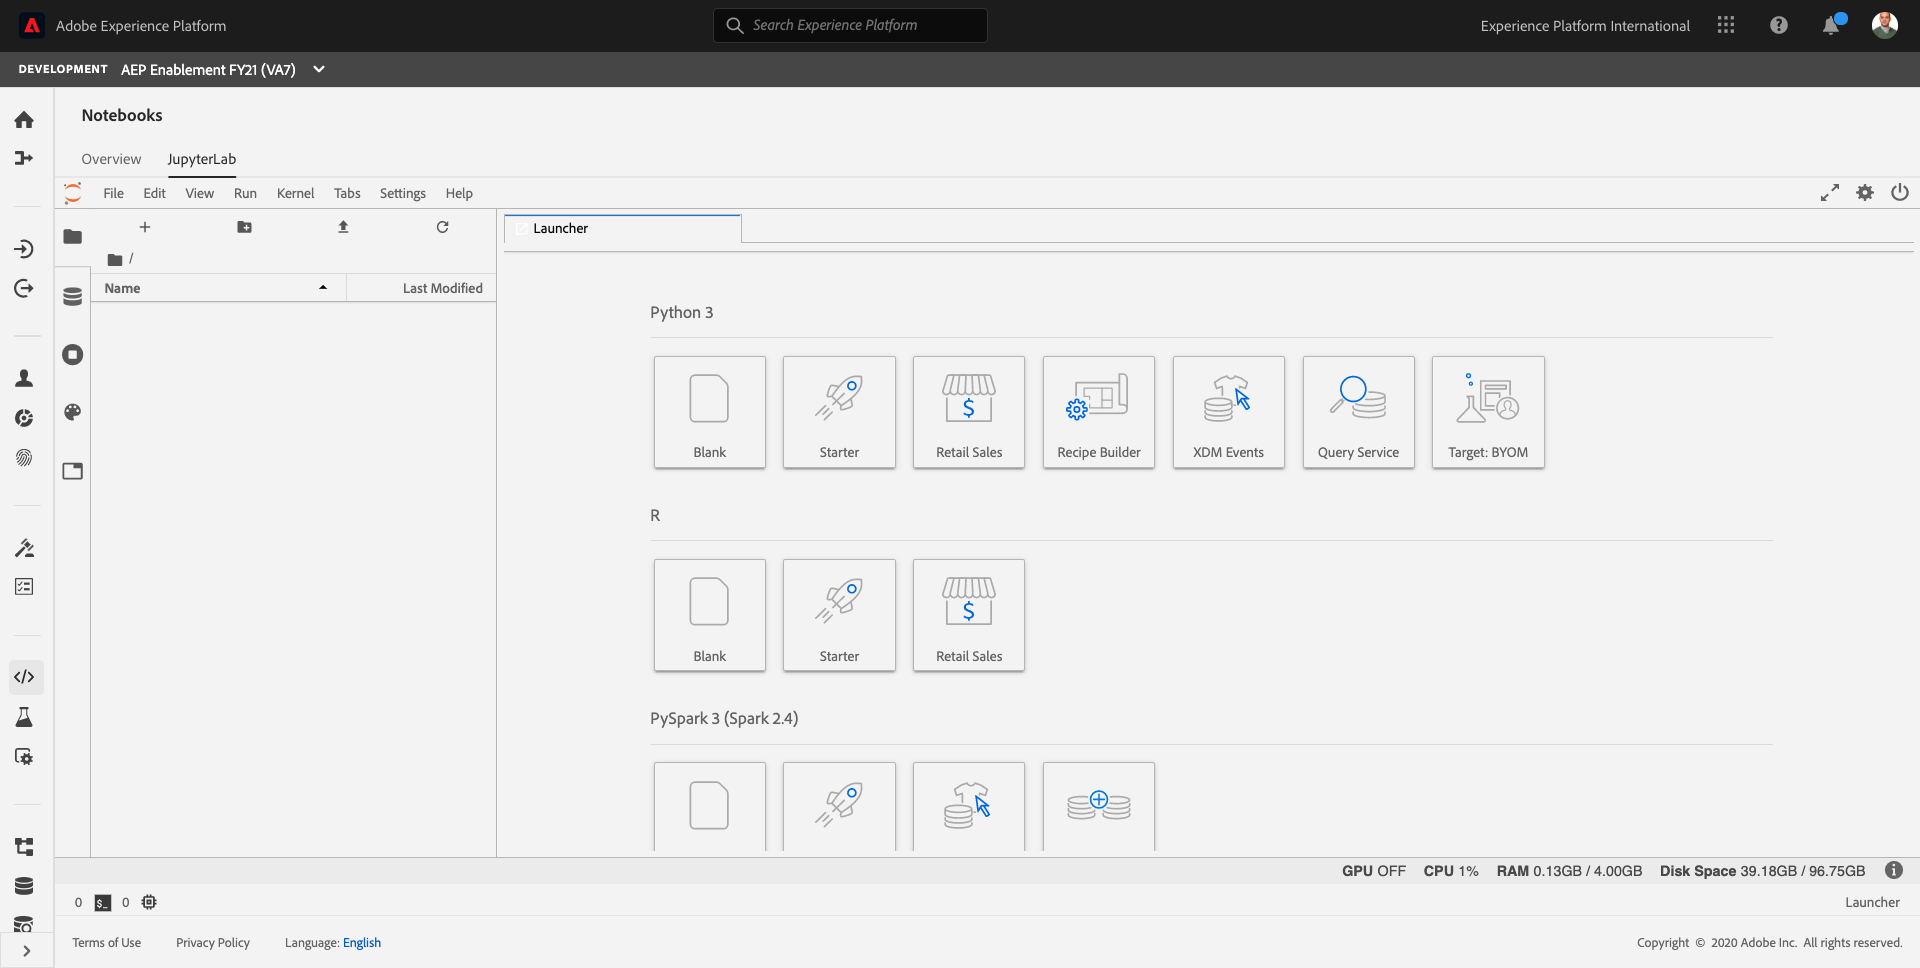 Adobe Experience Platform
Search Experience Platform
Experience Platform International
DEVELOPMENT AEP Enablement FY21 (VA7)
Notebooks
Overview JupyterLab
File Edit View Run Kernel Tabs Settings Help
Launcher
/
Name Last Modified
Python 3
Blank Starter Retail Sales Recipe Builder XDM Events Query Service Target: BYOM
R
Blank Starter Retail Sales
PySpark 3 (Spark 2.4)
GPU OFF CPU 1% RAM 0.13GB / 4.00GB Disk Space 39.18GB / 96.75GB
0 $_ 0 Launcher
Terms of Use Privacy Policy Language: English Copyright © 2020 Adobe Inc. All rights reserved.